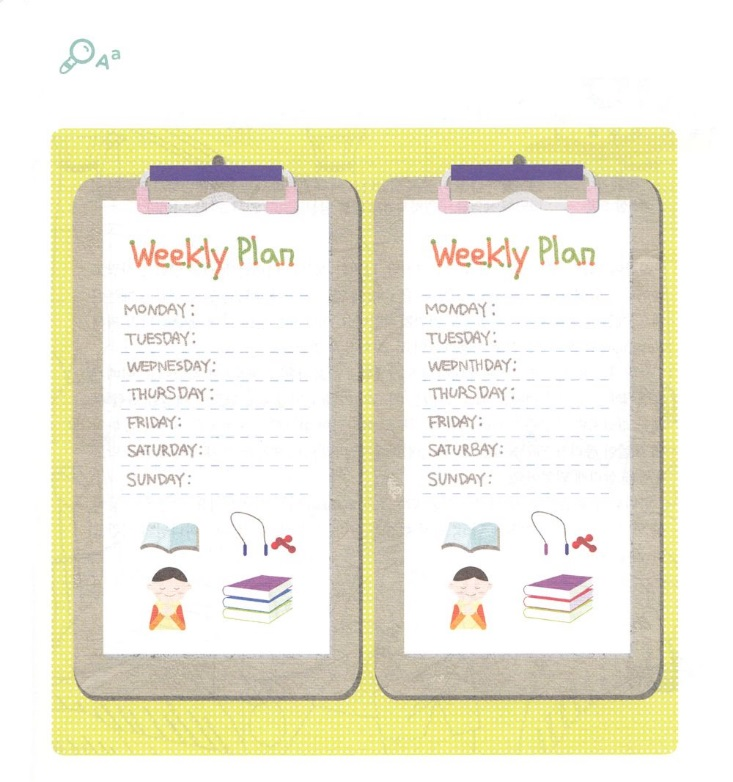 Aa
Weekly Plan
MONDAY:
TUESDAY:
WEDNESDAY:
THURSDAY:
FRIDAY:
SATURDAY:
SUNDAY:
Weekly Plan
MONDAY:
TUESDAY:
WEDNTHDAY:
THURSDAY:
FRIDAY:
SATURBAY:
SUNDAY: